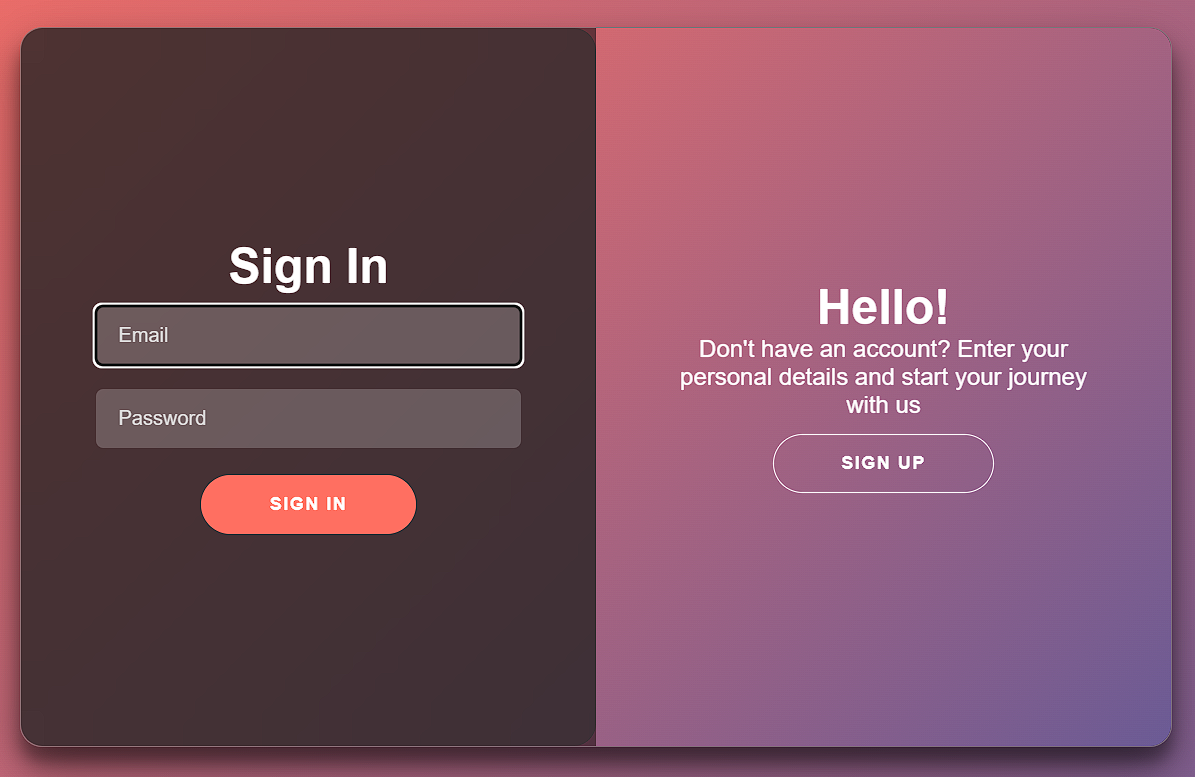 Sign In
Email
Password
SIGN IN
Hello!
Don't have an account? Enter your
personal details and start your journey
with us
SIGN UP